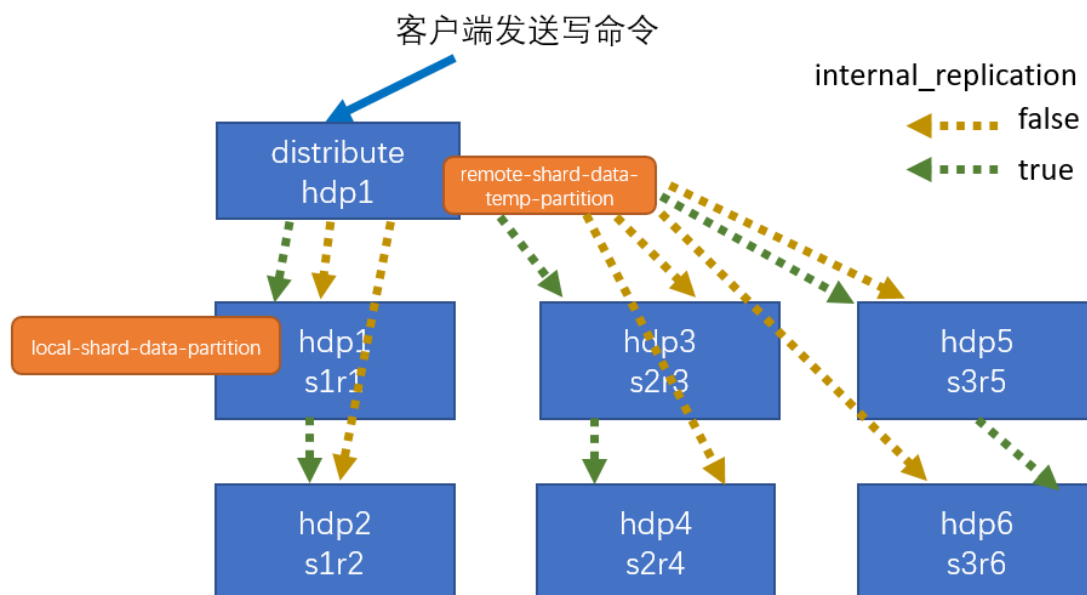 客户端发送写命令
internal_replication
false
true
distribute
hdp1
remote-shard-data-
temp-partition
local-shard-data-partition
hdp1
s1r1
hdp3
s2r3
hdp5
s3r5
hdp2
s1r2
hdp4
s2r4
hdp6
s3r6